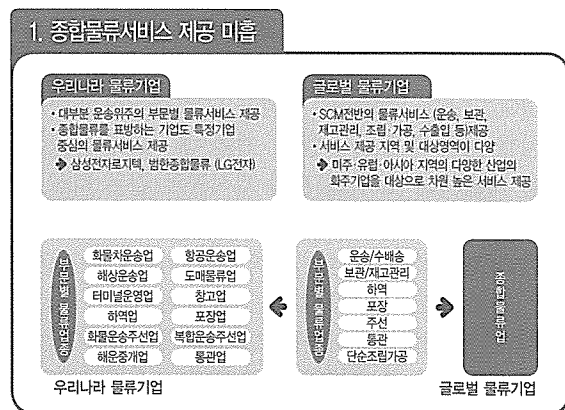 1. 종합물류서비스 제공 미흡
우리나라 물류기업
• 대부분 운송위주의 부문별 물류서비스 제공
• 종합물류를 표방하는 기업도 특정기업
중심의 물류서비스 제공
➔ 삼성전자로지텍, 범한종합물류 (LG전자)
글로벌 물류기업
• SCM전반의 물류서비스 (운송, 보관,
재고관리, 조립·가공, 수출입 등)제공
• 서비스 제공 지역 및 대상영역이 다양
➔ 미주·유럽·아시아 지역의 다양한 산업의
화주기업을 대상으로 차원 높은 서비스 제공
부문별 물류업종
화물차운송업
항공운송업
해상운송업
도매물류업
터미널운영업
창고업
하역업
포장업
화물운송주선업
복합운송주선업
해운중개업
통관업
우리나라 물류기업
부문별 물류업종
운송/수배송
보관/재고관리
하역
포장
주선
통관
단순조립가공
종합물류업
글로벌 물류기업